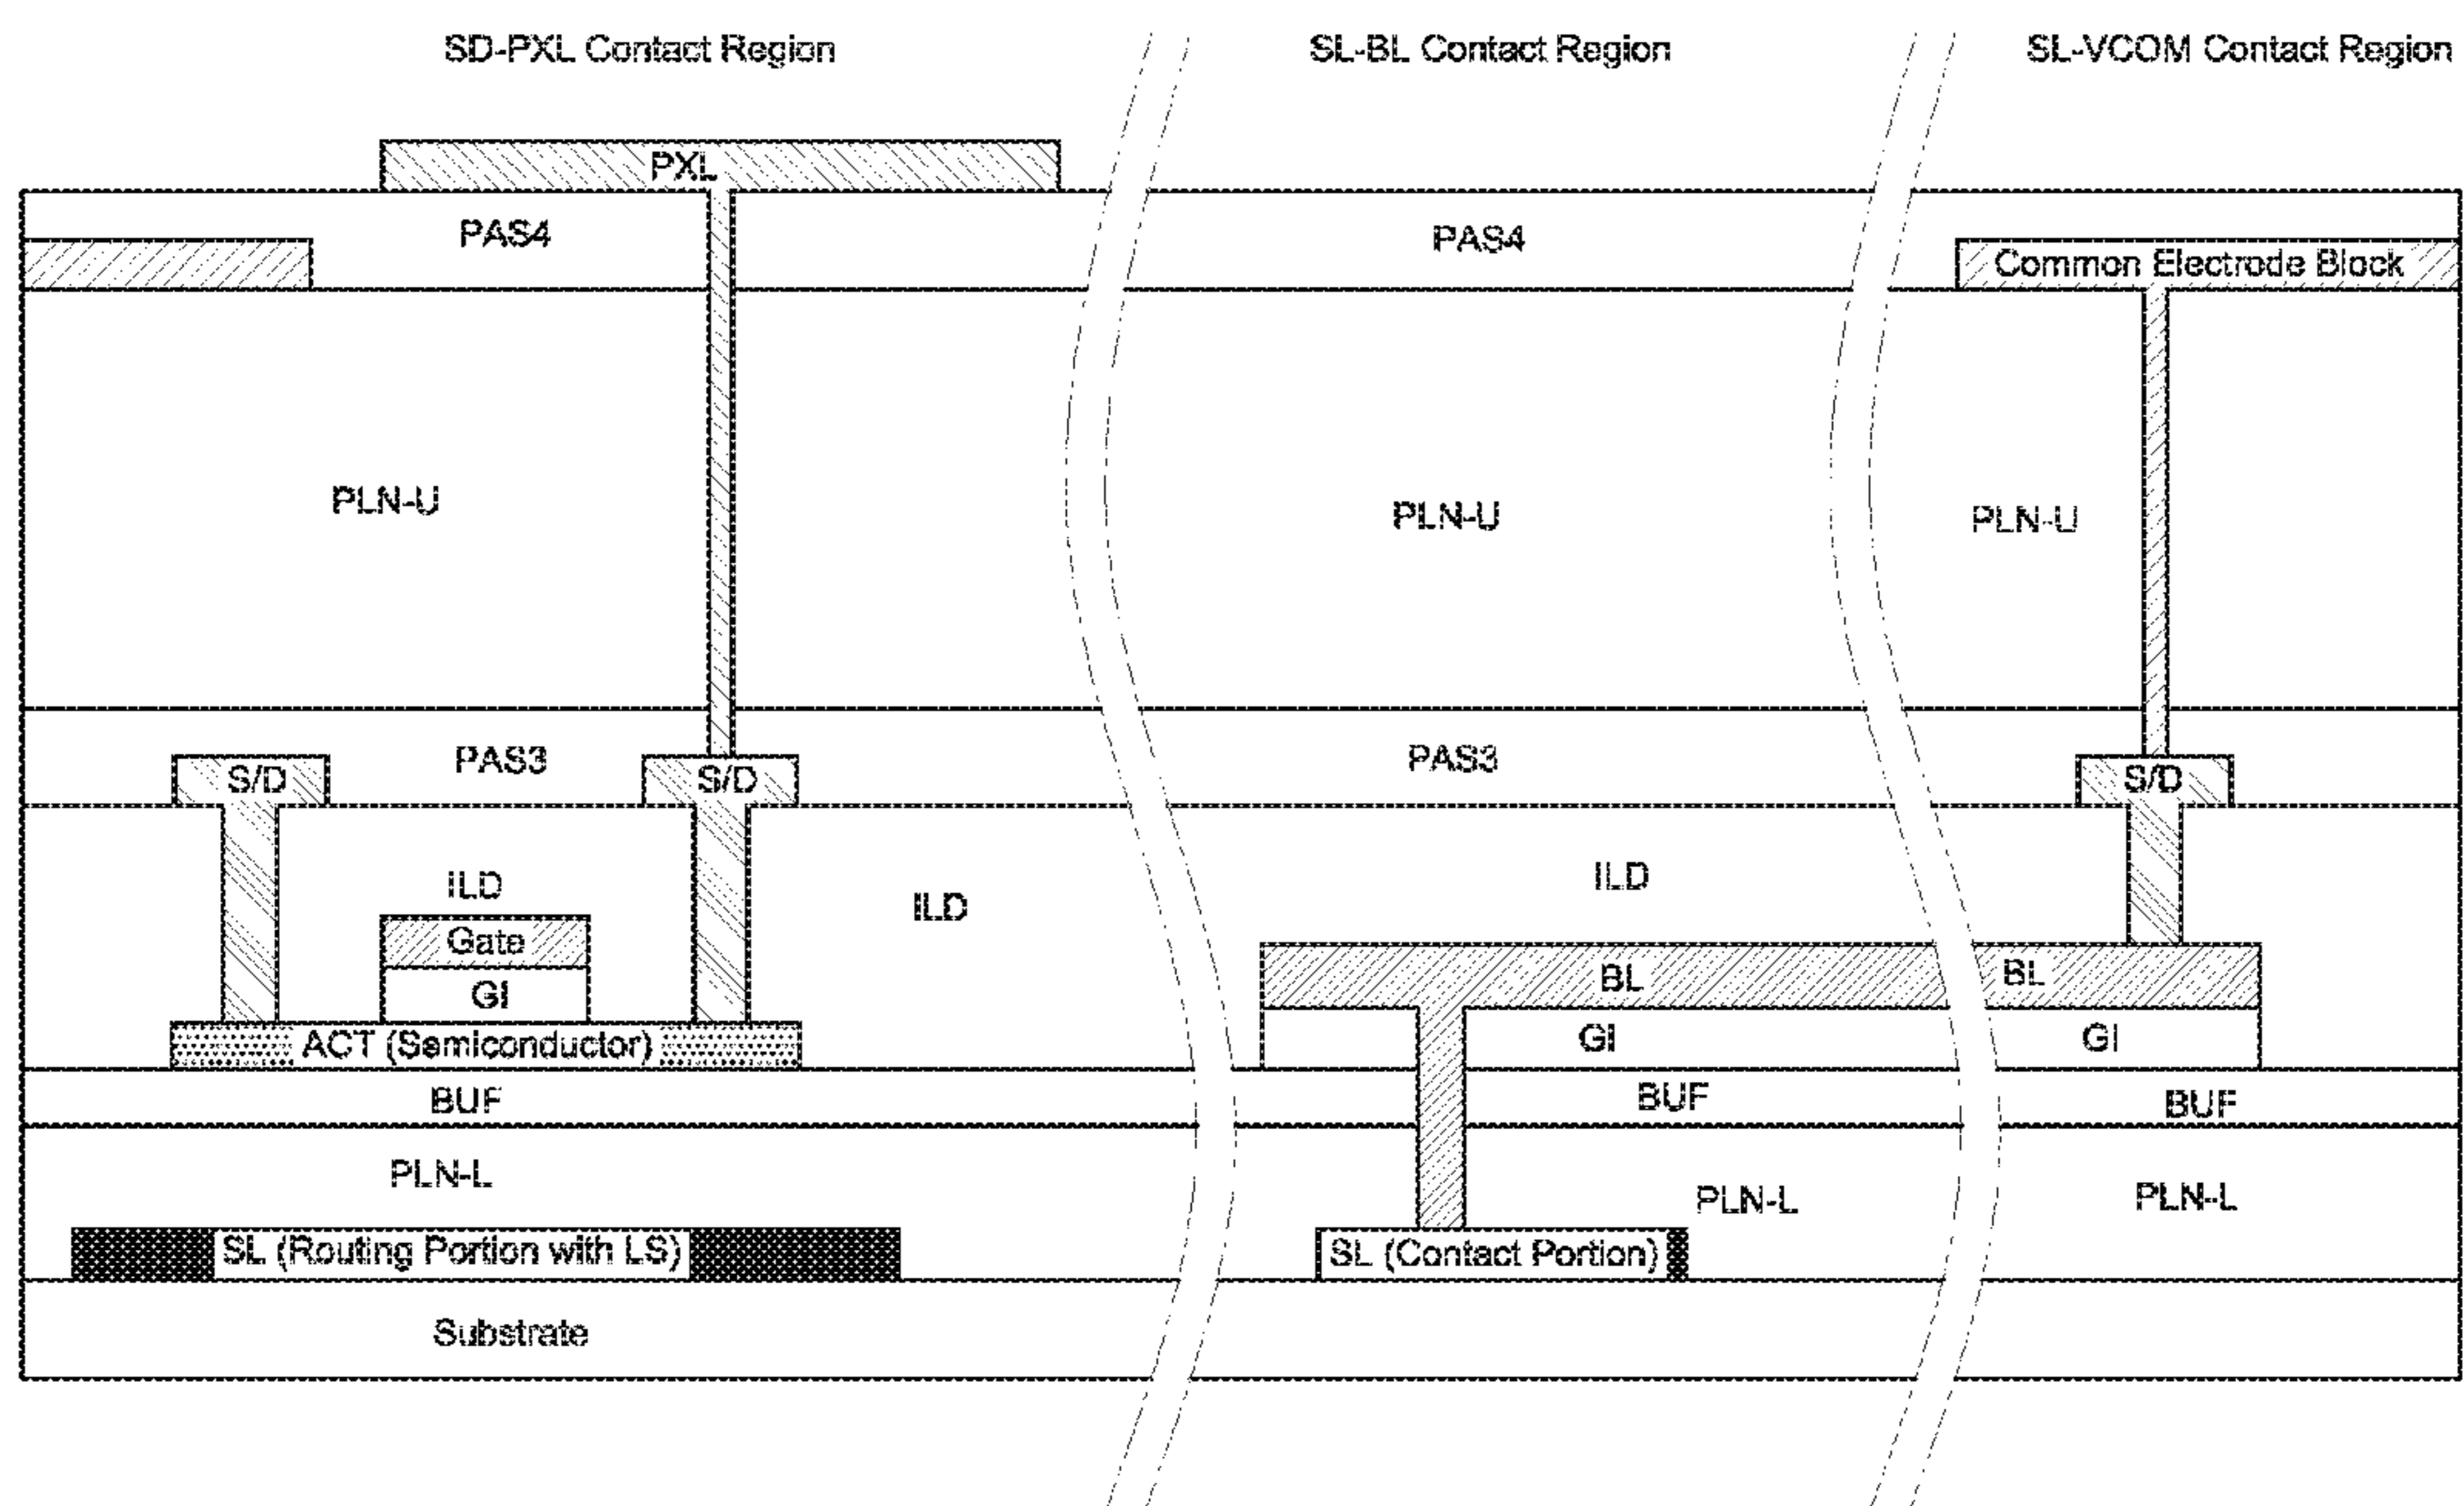 SD-PXL Contact Region
SL-BL Contact Region
SL-VCOM Contact Region
PXL
PAS4
PAS4
Common Electrode Block
PLN-U
PLN-U
PLN-U
PAS3
PAS3
S/D
S/D
S/D
ILD
ILD
ILD
Gate
BL
BL
GI
GI
GI
ACT (Semiconductor)
BUF
BUF
BUF
PLN-L
PLN-L
PLN-L
SL (Routing Portion with LS)
SL (Contact Portion)
Substrate